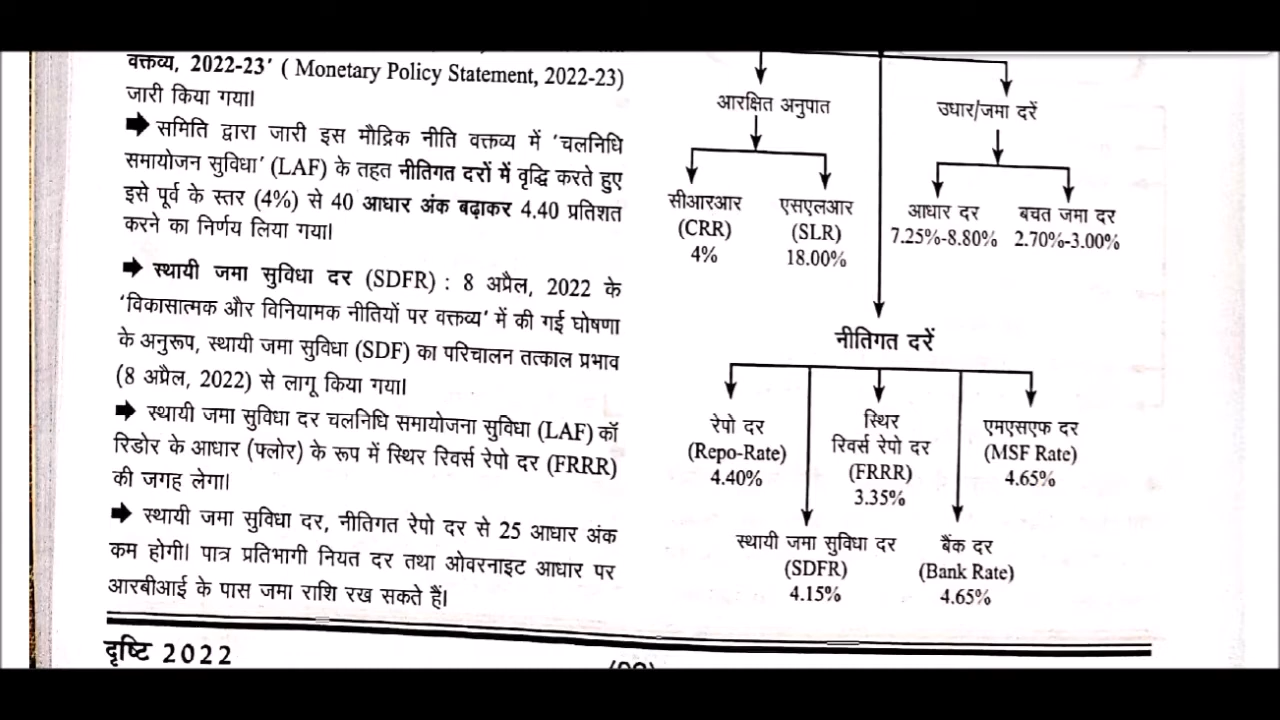 वक्तव्य, 2022-23’ ( Monetary Policy Statement, 2022-23)
जारी किया गया।
➡ समिति द्वारा जारी इस मौद्रिक नीति वक्तव्य में ‘चलनिधि
समायोजन सुविधा’ (LAF) के तहत नीतिगत दरों में वृद्धि करते हुए
इसे पूर्व के स्तर (4%) से 40 आधार अंक बढ़ाकर 4.40 प्रतिशत
करने का निर्णय लिया गया।
➡ स्थायी जमा सुविधा दर (SDFR) : 8 अप्रैल, 2022 के
‘विकासात्मक और विनियामक नीतियों पर वक्तव्य’ में की गई घोषणा
के अनुरूप, स्थायी जमा सुविधा (SDF) का परिचालन तत्काल प्रभाव
(8 अप्रैल, 2022) से लागू किया गया।
➡ स्थायी जमा सुविधा दर चलनिधि समायोजना सुविधा (LAF) कॉ
रिडोर के आधार (फ्लोर) के रूप में स्थिर रिवर्स रेपो दर (FRRR)
की जगह लेगा।
➡ स्थायी जमा सुविधा दर, नीतिगत रेपो दर से 25 आधार अंक
कम होगी। पात्र प्रतिभागी नियत दर तथा ओवरनाइट आधार पर
आरबीआई के पास जमा राशि रख सकते हैं।
आरक्षित अनुपात
उधार/जमा दरें
सीआरआर
(CRR)
4%
एसएलआर
(SLR)
18.00%
आधार दर
7.25%-8.80%
बचत जमा दर
2.70%-3.00%
नीतिगत दरें
रेपो दर
(Repo-Rate)
4.40%
स्थिर
रिवर्स रेपो दर
(FRRR)
3.35%
एमएसएफ दर
(MSF Rate)
4.65%
स्थायी जमा सुविधा दर
(SDFR)
4.15%
बैंक दर
(Bank Rate)
4.65%
दृष्टि 2022